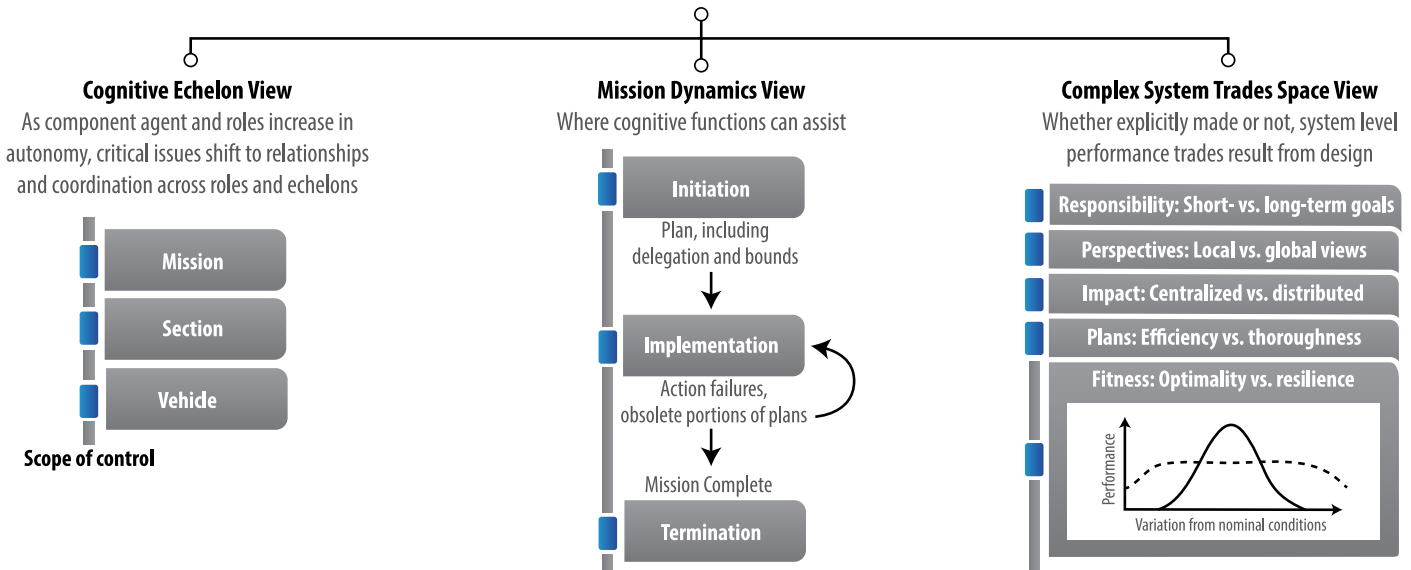 Cognitive Echelon View
As component agent and roles increase in
autonomy, critical issues shift to relationships
and coordination across roles and echelons
Mission
Section
Vehicle
Scope of control
Mission Dynamics View
Where cognitive functions can assist
Initiation
Plan, including
delegation and bounds
Implementation
Action failures,
obsolete portions of plans
Mission Complete
Termination
Complex System Trades Space View
Whether explicitly made or not, system level
performance trades result from design
Responsibility: Short- vs. long-term goals
Perspectives: Local vs. global views
Impact: Centralized vs. distributed
Plans: Efficiency vs. thoroughness
Fitness: Optimality vs. resilience
Performance
Variation from nominal conditions